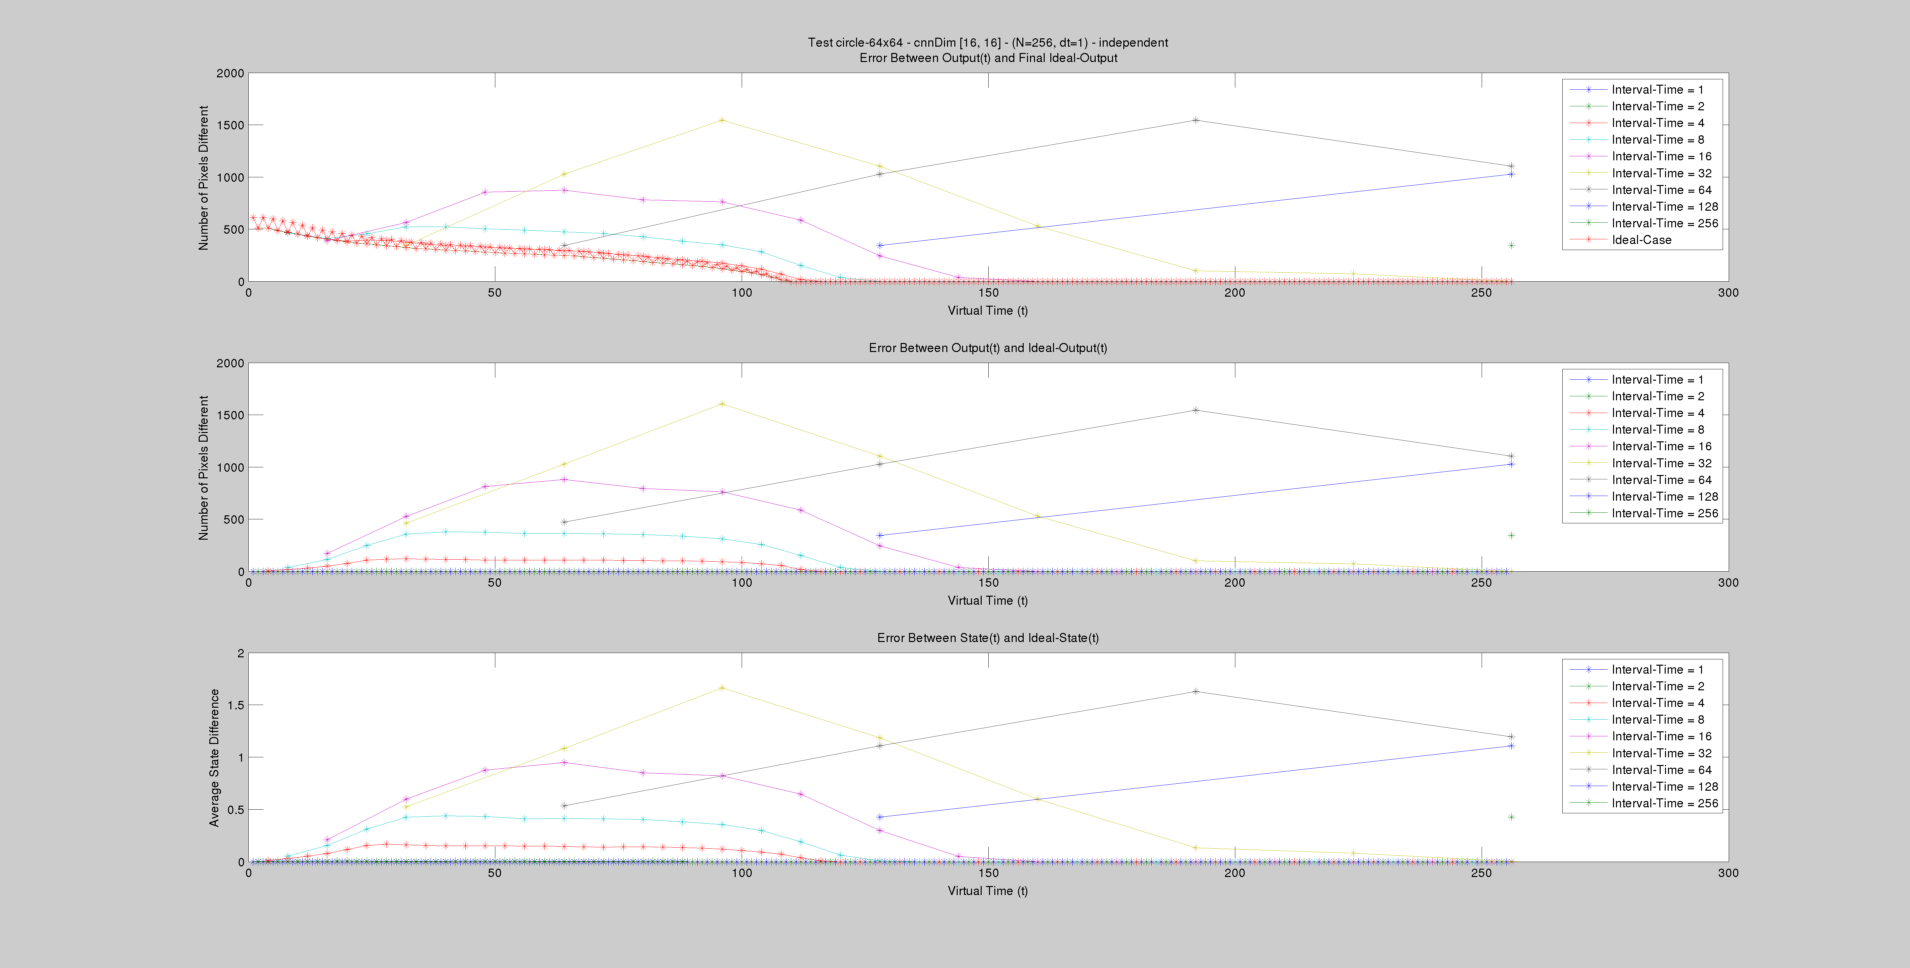 Test circle-64x64 - cnnDim [16, 16] - (N=256, dt=1) - independent
Error Between Output(t) and Final Ideal-Output
Number of Pixels Different
2000
1500
1000
500
0
0 50 100 150 200 250 300
Virtual Time (t)
Interval-Time = 1
Interval-Time = 2
Interval-Time = 4
Interval-Time = 8
Interval-Time = 16
Interval-Time = 32
Interval-Time = 64
Interval-Time = 128
Interval-Time = 256
Ideal-Case
Error Between Output(t) and Ideal-Output(t)
Number of Pixels Different
2000
1500
1000
500
0
0 50 100 150 200 250 300
Virtual Time (t)
Interval-Time = 1
Interval-Time = 2
Interval-Time = 4
Interval-Time = 8
Interval-Time = 16
Interval-Time = 32
Interval-Time = 64
Interval-Time = 128
Interval-Time = 256
Error Between State(t) and Ideal-State(t)
Average State Difference
2
1.5
1
0.5
0
0 50 100 150 200 250 300
Virtual Time (t)
Interval-Time = 1
Interval-Time = 2
Interval-Time = 4
Interval-Time = 8
Interval-Time = 16
Interval-Time = 32
Interval-Time = 64
Interval-Time = 128
Interval-Time = 256